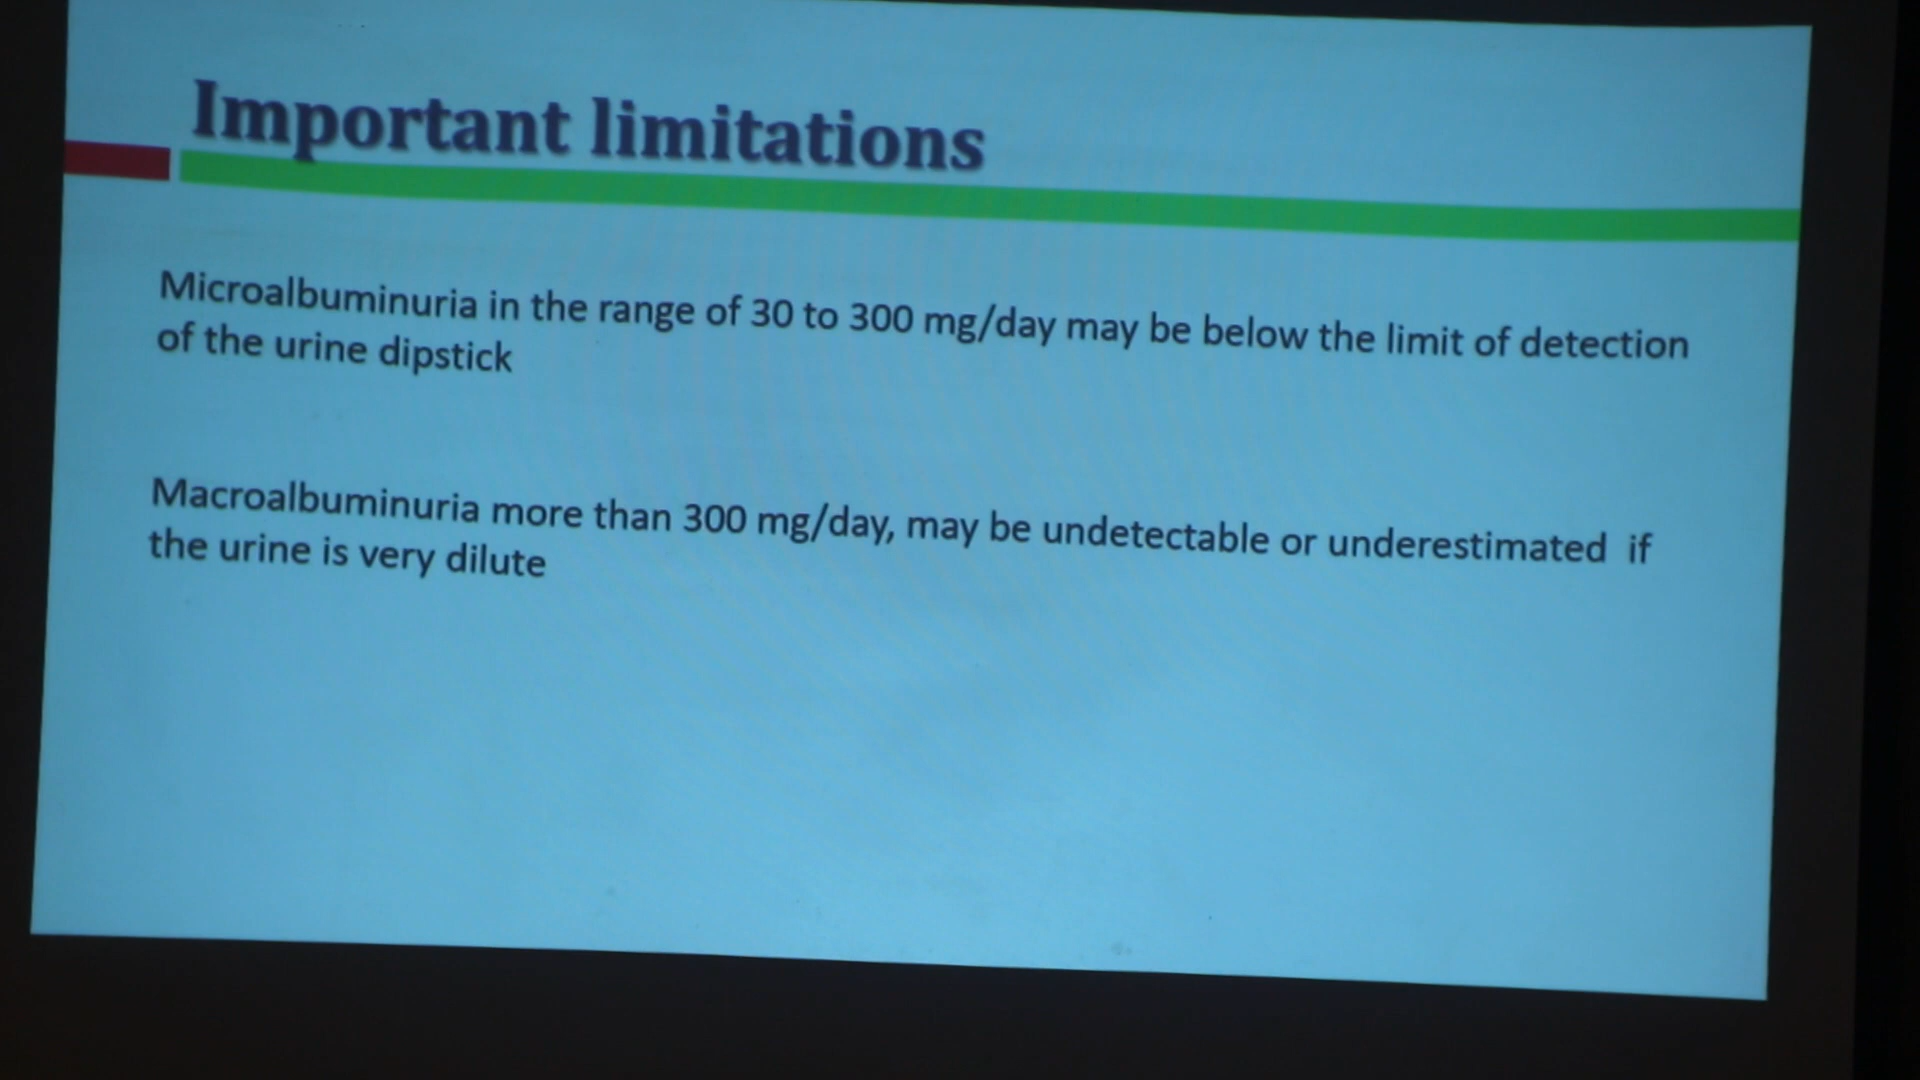 Important limitations
Microalbuminuria in the range of 30 to 300 mg/day may be below the limit of detection
of the urine dipstick
Macroalbuminuria more than 300 mg/day, may be undetectable or underestimated if
the urine is very dilute